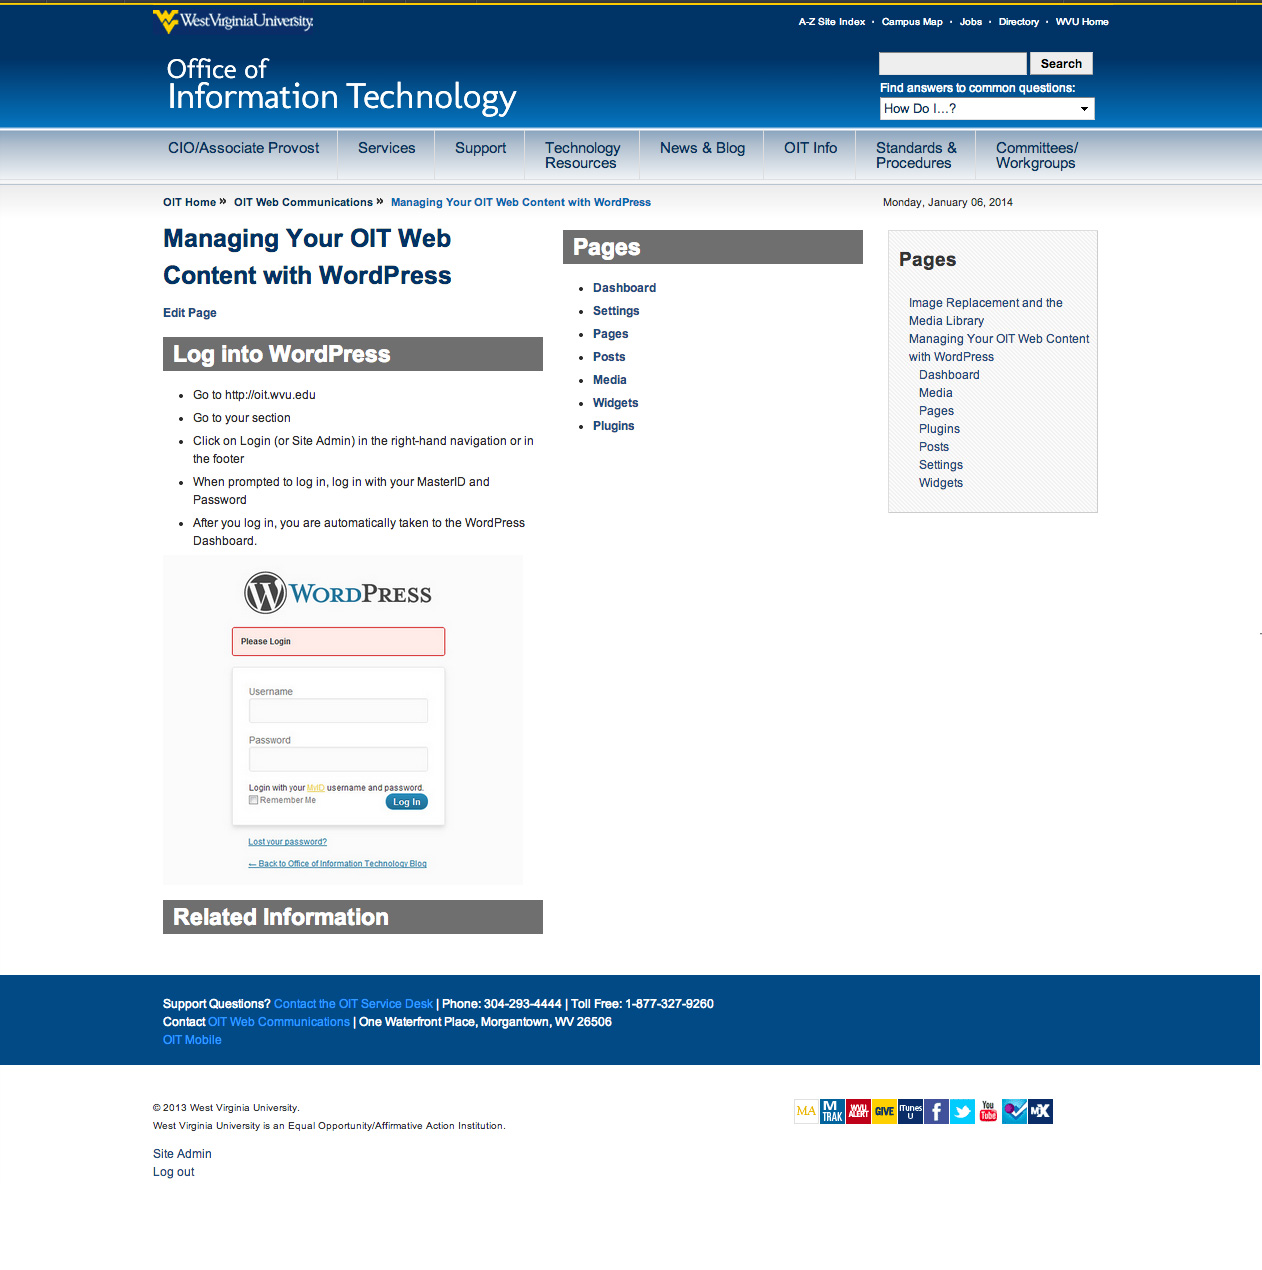 WestVirginiaUniversity.
A-Z Site Index · Campus Map · Jobs · Directory · WVU Home
Office of
Information Technology
Search
Find answers to common questions:
How Do I...?
CIO/Associate Provost
Services
Support
Technology
Resources
News & Blog
OIT Info
Standards &
Procedures
Committees/
Workgroups
OIT Home » OIT Web Communications » Managing Your OIT Web Content with WordPress
Monday, January 06, 2014
Managing Your OIT Web
Content with WordPress
Edit Page
Log into WordPress
• Go to http://oit.wvu.edu
• Go to your section
• Click on Login (or Site Admin) in the right-hand navigation or in
the footer
• When prompted to log in, log in with your MasterID and
Password
• After you log in, you are automatically taken to the WordPress
Dashboard.
WORDPRESS
Please Login
Username
Password
Login with your MyID username and password.
Remember Me
Log In
Lost your password?
← Back to Office of Information Technology Blog
Related Information
Pages
• Dashboard
• Settings
• Pages
• Posts
• Media
• Widgets
• Plugins
Pages
Image Replacement and the
Media Library
Managing Your OIT Web Content
with WordPress
Dashboard
Media
Pages
Plugins
Posts
Settings
Widgets
Support Questions? Contact the OIT Service Desk | Phone: 304-293-4444 | Toll Free: 1-877-327-9260
Contact OIT Web Communications | One Waterfront Place, Morgantown, WV 26506
OIT Mobile
© 2013 West Virginia University.
West Virginia University is an Equal Opportunity/Affirmative Action Institution.
Site Admin
Log out
MA
M
TRAK
WVU
ALERT
GIVE
iTunes
U
f
You
Tube
MX